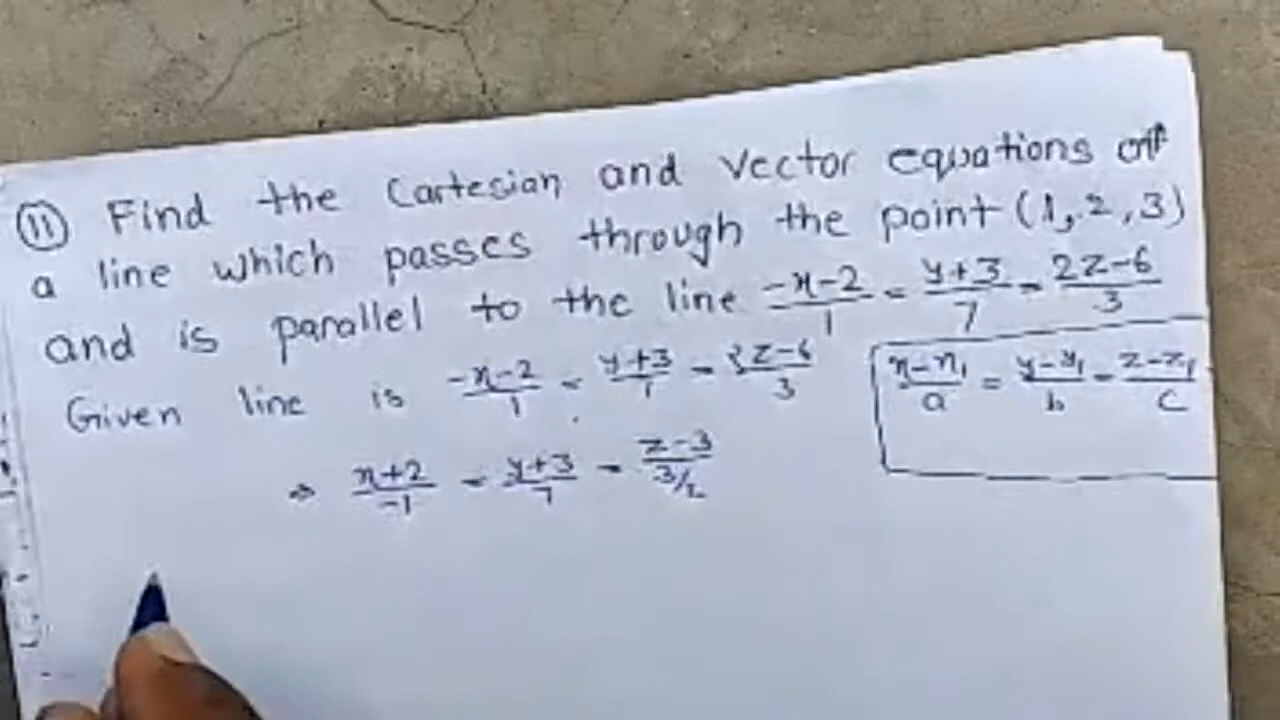 (11) Find the Cartesian and vector equations of
a line which passes through the point (1, 2, 3)
and is parallel to the line (-x-2)/1 = (y+3)/7 = (2z-6)/3
Given line is (-x-2)/1 = (y+3)/7 = (2z-6)/3
(x-x₁)/a = (y-y₁)/b = (z-z₁)/c
⇒ (x+2)/-1 = (y+3)/7 = (z-3)/(3/2)